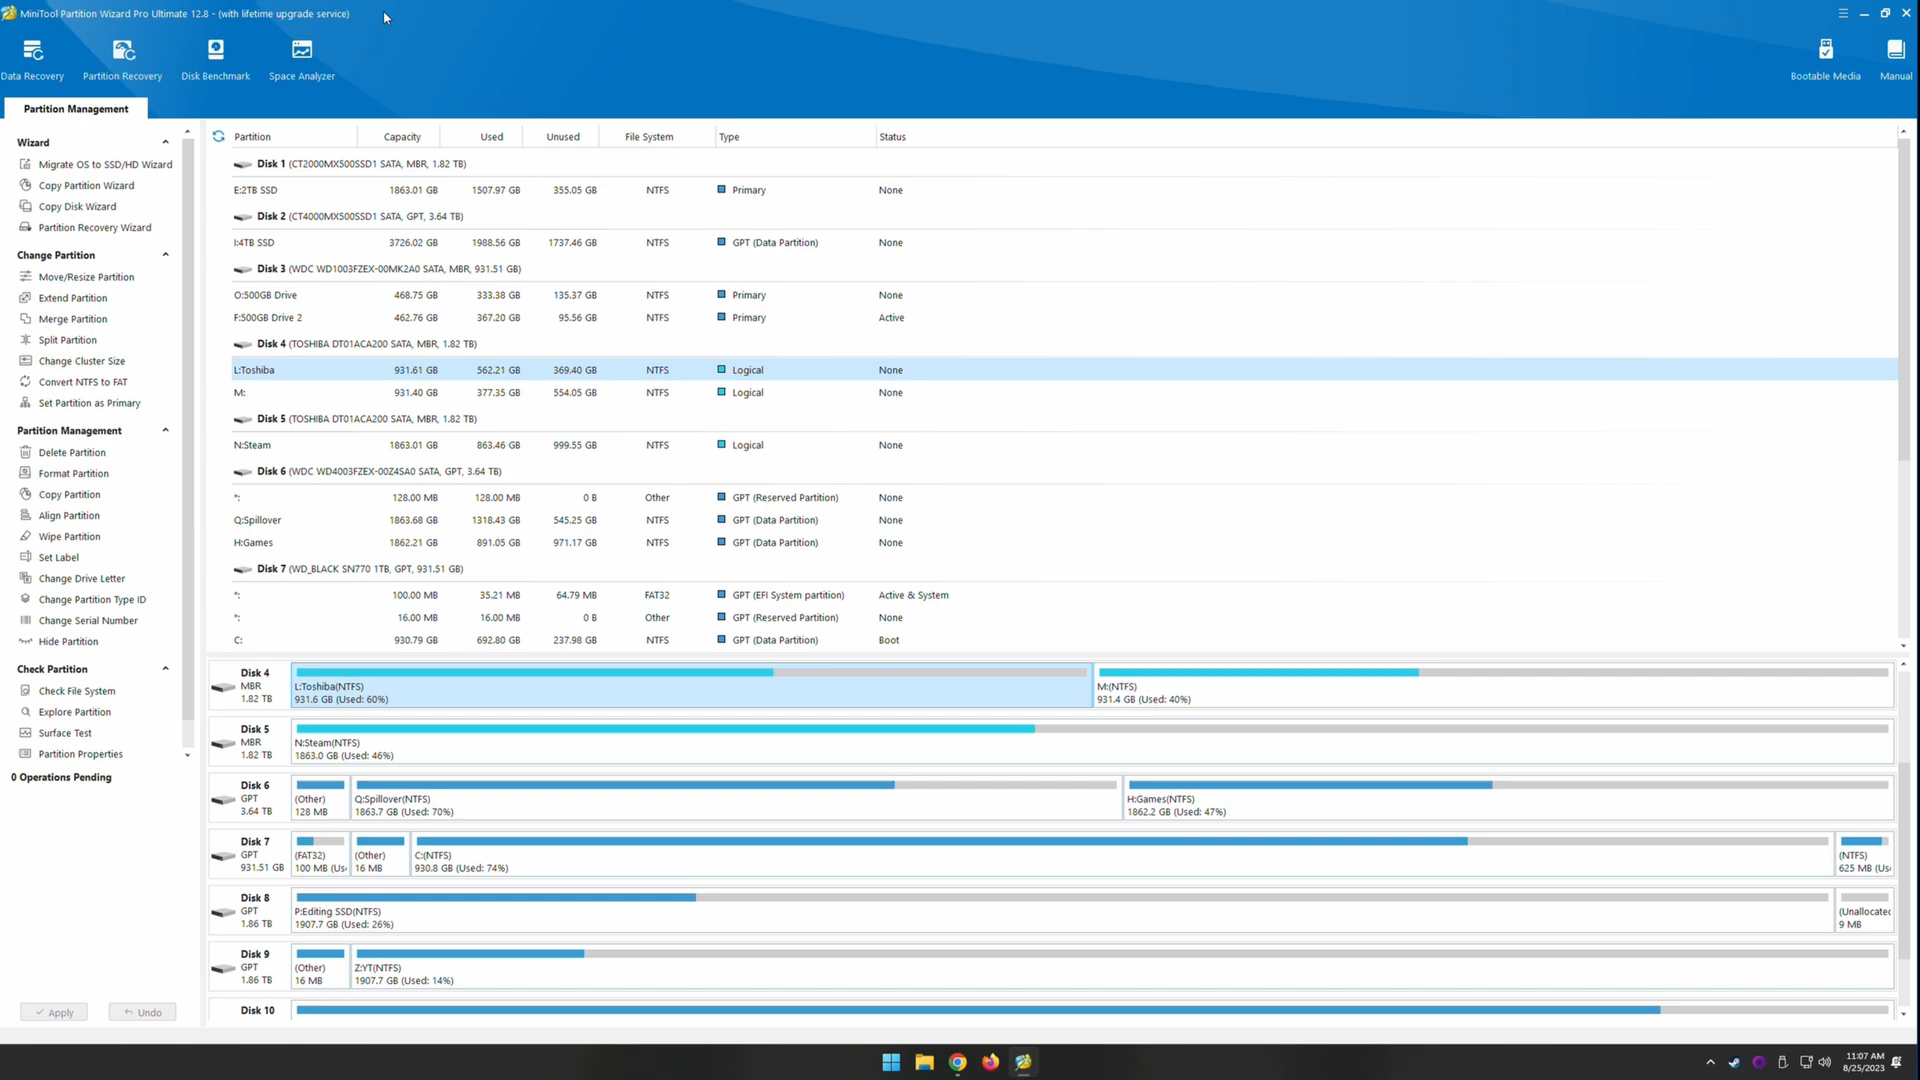 MiniTool Partition Wizard Pro Ultimate 12.8 - (with lifetime upgrade service)
Data Recovery Partition Recovery Disk Benchmark Space Analyzer Bootable Media Manual
Partition Management
Wizard
Migrate OS to SSD/HD Wizard
Copy Partition Wizard
Copy Disk Wizard
Partition Recovery Wizard
Change Partition
Move/Resize Partition
Extend Partition
Merge Partition
Split Partition
Change Cluster Size
Convert NTFS to FAT
Set Partition as Primary
Partition Management
Delete Partition
Format Partition
Copy Partition
Align Partition
Wipe Partition
Set Label
Change Drive Letter
Change Partition Type ID
Change Serial Number
Hide Partition
Check Partition
Check File System
Explore Partition
Surface Test
Partition Properties
0 Operations Pending
Apply Undo
Partition Capacity Used Unused File System Type Status
Disk 1 (CT2000MX500SSD1 SATA, MBR, 1.82 TB)
E:2TB SSD 1863.01 GB 1507.97 GB 355.05 GB NTFS Primary None
Disk 2 (CT4000MX500SSD1 SATA, GPT, 3.64 TB)
I:4TB SSD 3726.02 GB 1988.56 GB 1737.46 GB NTFS GPT (Data Partition) None
Disk 3 (WDC WD1003FZEX-00MK2A0 SATA, MBR, 931.51 GB)
O:500GB Drive 468.75 GB 333.38 GB 135.37 GB NTFS Primary None
F:500GB Drive 2 462.76 GB 367.20 GB 95.56 GB NTFS Primary Active
Disk 4 (TOSHIBA DT01ACA200 SATA, MBR, 1.82 TB)
L:Toshiba 931.61 GB 562.21 GB 369.40 GB NTFS Logical None
M: 931.40 GB 377.35 GB 554.05 GB NTFS Logical None
Disk 5 (TOSHIBA DT01ACA200 SATA, MBR, 1.82 TB)
N:Steam 1863.01 GB 863.46 GB 999.55 GB NTFS Logical None
Disk 6 (WDC WD4003FZEX-00Z4SA0 SATA, GPT, 3.64 TB)
*: 128.00 MB 128.00 MB 0 B Other GPT (Reserved Partition) None
Q:Spillover 1863.68 GB 1318.43 GB 545.25 GB NTFS GPT (Data Partition) None
H:Games 1862.21 GB 891.05 GB 971.17 GB NTFS GPT (Data Partition) None
Disk 7 (WD_BLACK SN770 1TB, GPT, 931.51 GB)
*: 100.00 MB 35.21 MB 64.79 MB FAT32 GPT (EFI System partition) Active & System
*: 16.00 MB 16.00 MB 0 B Other GPT (Reserved Partition) None
C: 930.79 GB 692.80 GB 237.98 GB NTFS GPT (Data Partition) Boot
Disk 4
MBR L:Toshiba(NTFS) M:(NTFS)
1.82 TB 931.6 GB (Used: 60%) 931.4 GB (Used: 40%)
Disk 5
MBR N:Steam(NTFS)
1.82 TB 1863.0 GB (Used: 46%)
Disk 6
GPT (Other) Q:Spillover(NTFS) H:Games(NTFS)
3.64 TB 128 MB 1863.7 GB (Used: 70%) 1862.2 GB (Used: 47%)
Disk 7
GPT (FAT32) (Other) C:(NTFS) (NTFS)
931.51 GB 100 MB (Us 16 MB 930.8 GB (Used: 74%) 625 MB (Us
Disk 8
GPT P:Editing SSD(NTFS) (Unallocatec
1.86 TB 1907.7 GB (Used: 26%) 9 MB
Disk 9
GPT (Other) Z:YT(NTFS)
1.86 TB 16 MB 1907.7 GB (Used: 14%)
Disk 10
11:07 AM
8/25/2023